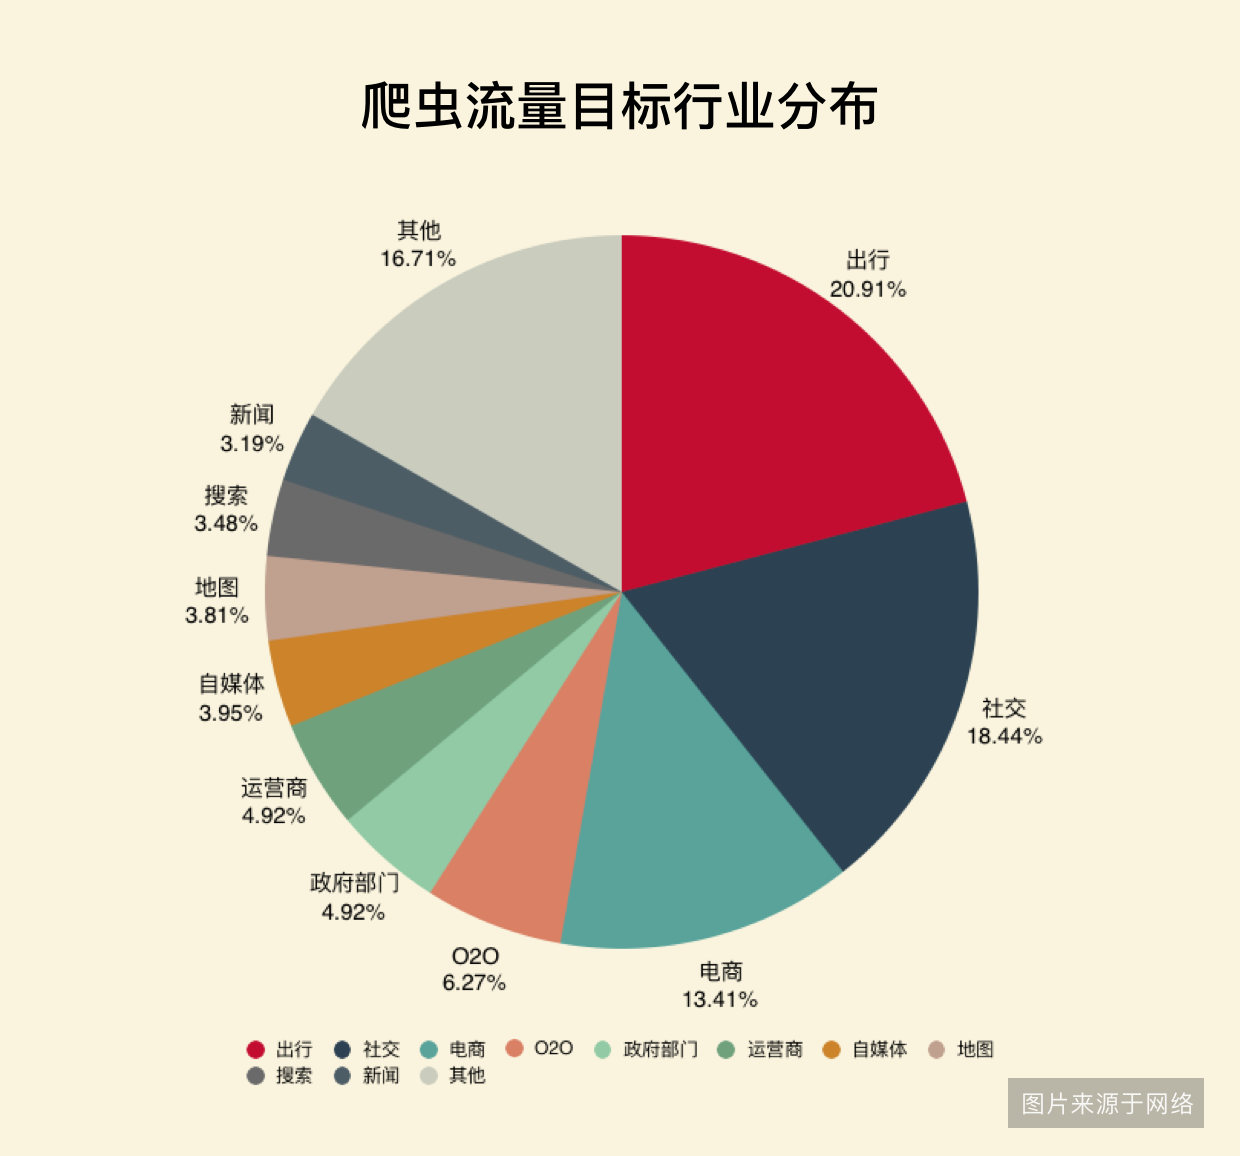 爬虫流量目标行业分布
其他
16.71%
出行
20.91%
新闻
3.19%
搜索
3.48%
地图
3.81%
自媒体
3.95%
社交
18.44%
运营商
4.92%
政府部门
4.92%
O2O
6.27%
电商
13.41%
出行 社交 电商 O2O 政府部门 运营商 自媒体 地图
搜索 新闻 其他
图片来源于网络